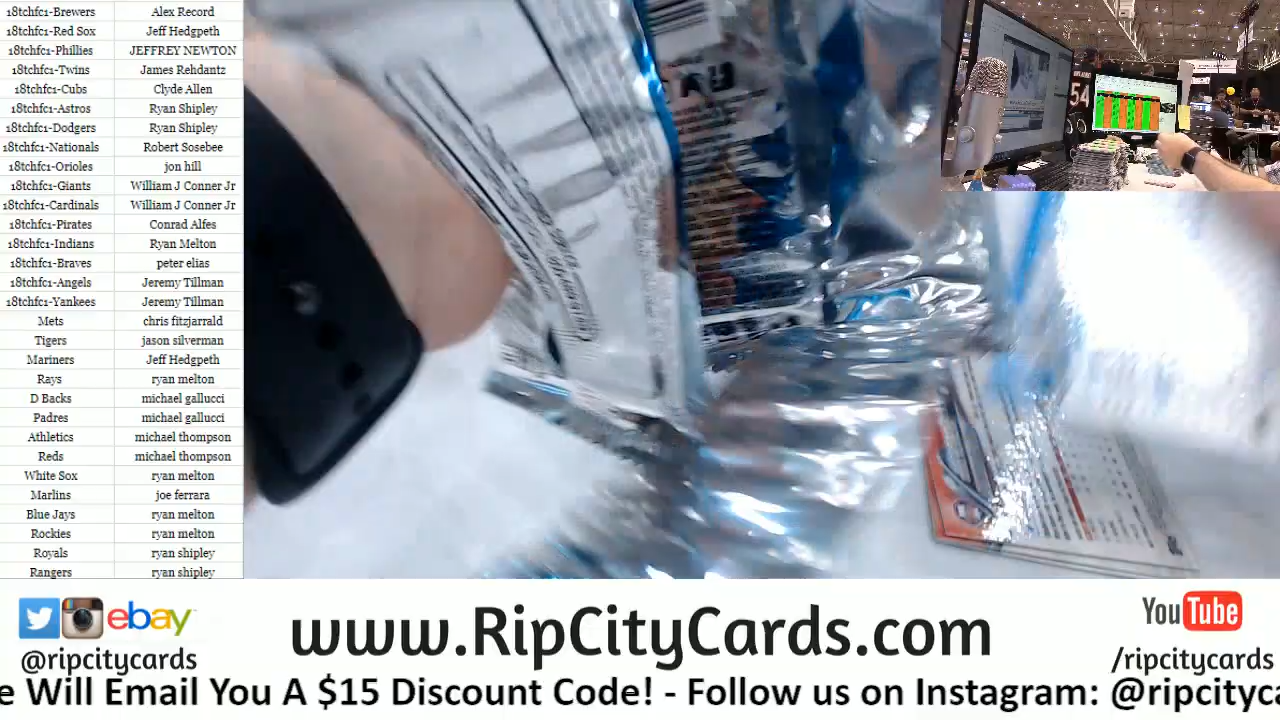 18tchfc1-Brewers Alex Record
18tchfc1-Red Sox Jeff Hedgpeth
18tchfc1-Phillies JEFFREY NEWTON
18tchfc1-Twins James Rehdantz
18tchfc1-Cubs Clyde Allen
18tchfc1-Astros Ryan Shipley
18tchfc1-Dodgers Ryan Shipley
18tchfc1-Nationals Robert Sosebee
18tchfc1-Orioles jon hill
18tchfc1-Giants William J Conner Jr
18tchfc1-Cardinals William J Conner Jr
18tchfc1-Pirates Conrad Alfes
18tchfc1-Indians Ryan Melton
18tchfc1-Braves peter elias
18tchfc1-Angels Jeremy Tillman
18tchfc1-Yankees Jeremy Tillman
Mets chris fitzjarrald
Tigers jason silverman
Mariners Jeff Hedgpeth
Rays ryan melton
D Backs michael gallucci
Padres michael gallucci
Athletics michael thompson
Reds michael thompson
White Sox ryan melton
Marlins joe ferrara
Blue Jays ryan melton
Rockies ryan melton
Royals ryan shipley
Rangers ryan shipley
54
ebay
@ripcitycards
www.RipCityCards.com
YouTube
/ripcitycards
e Will Email You A $15 Discount Code! - Follow us on Instagram: @ripcityca